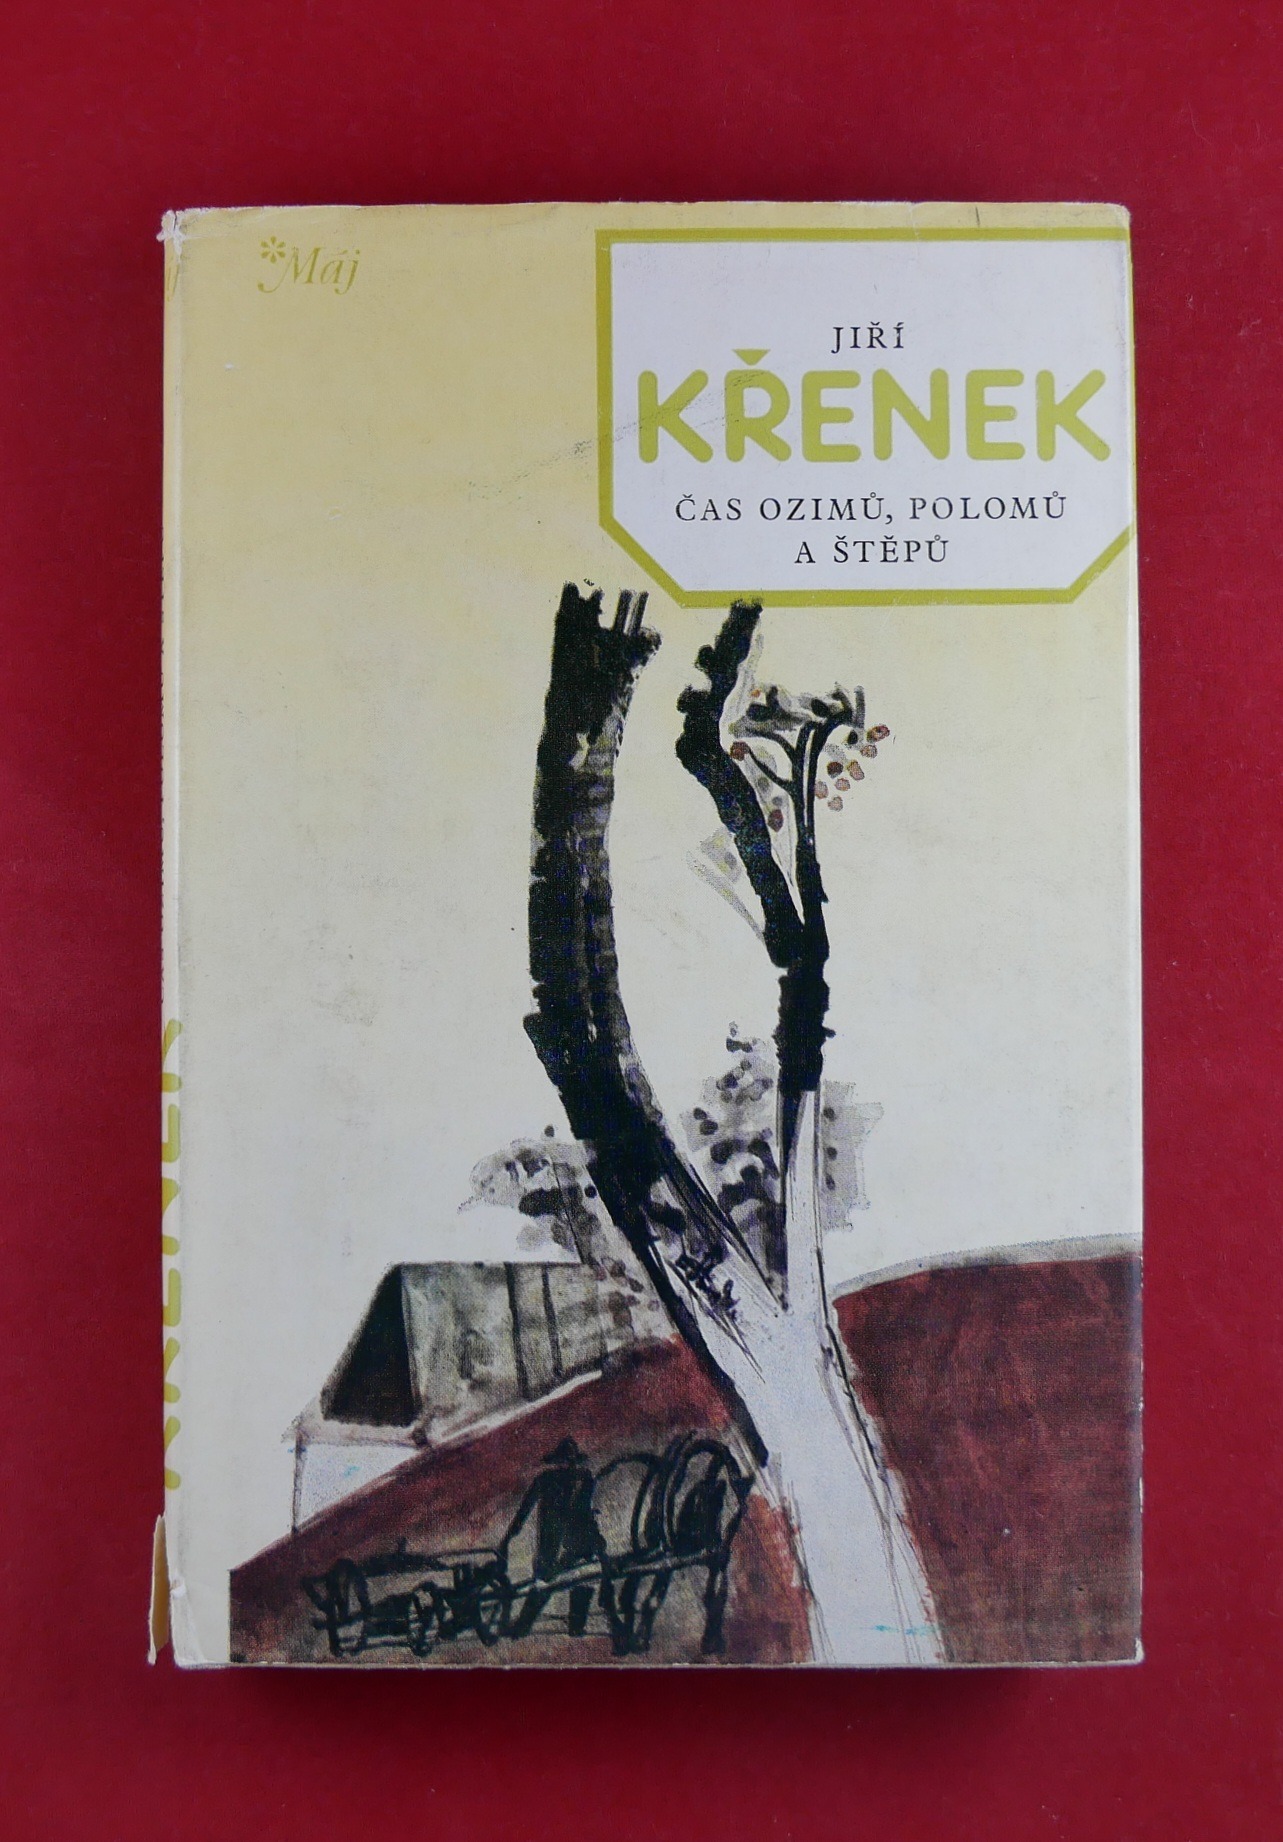 *Máj
JIŘÍ
KŘENEK
ČAS OZIMŮ, POLOMŮ
A ŠTĚPŮ
KŘENEK